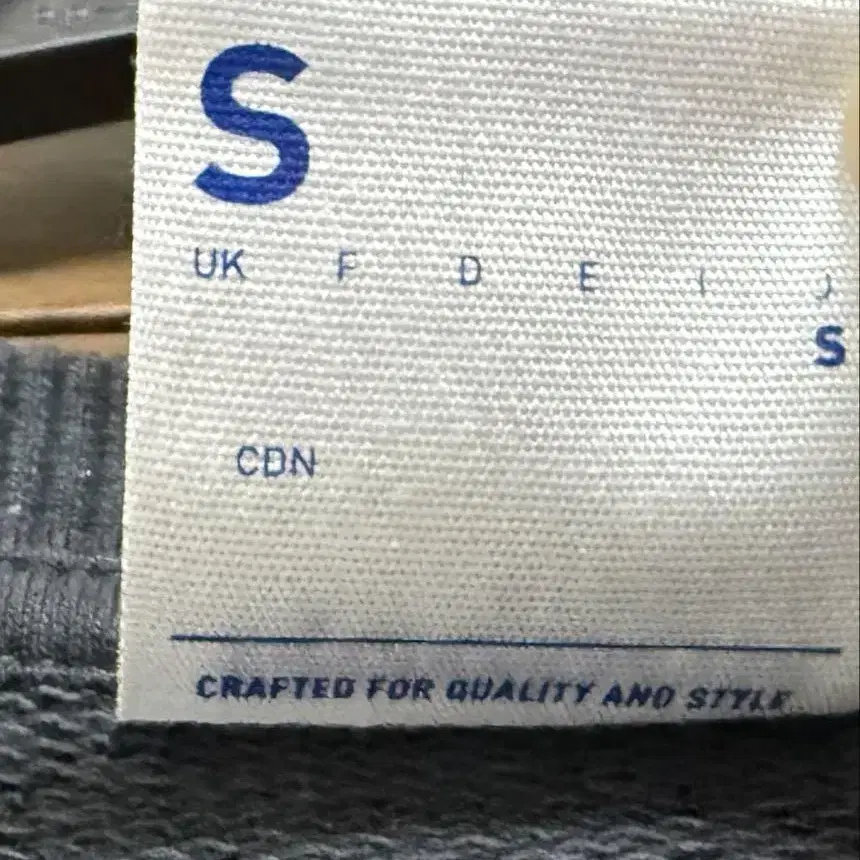 S
UK F D E I J
S
CDN
CRAFTED FOR QUALITY AND STYLE